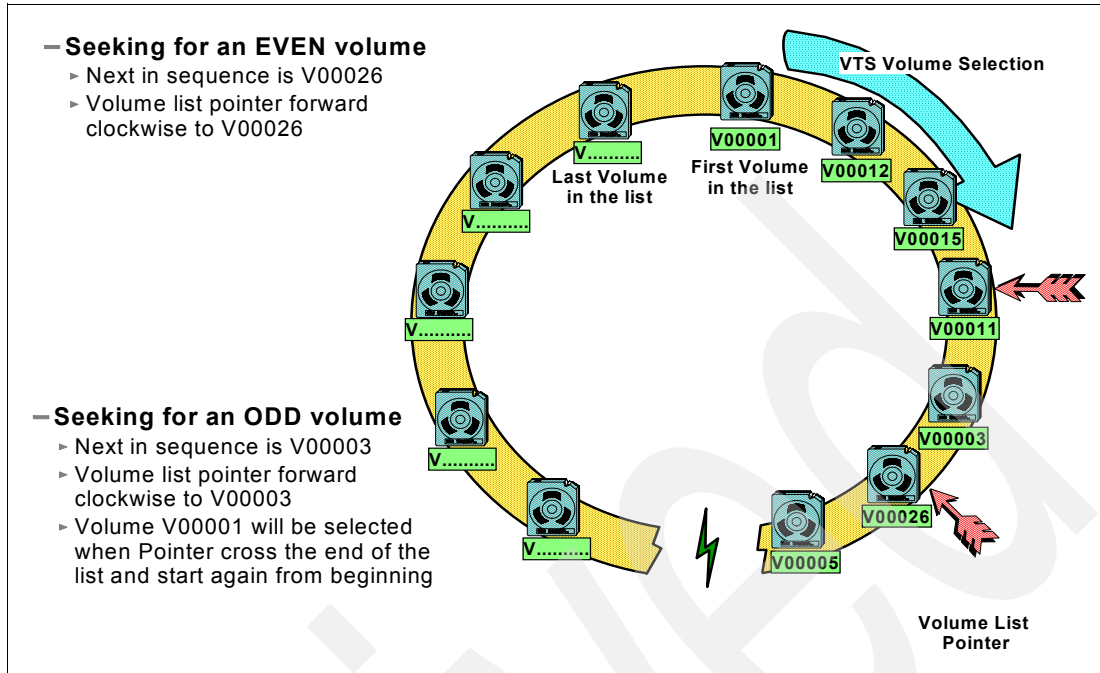 – Seeking for an EVEN volume
▸ Next in sequence is V00026
▸ Volume list pointer forward
clockwise to V00026
– Seeking for an ODD volume
▸ Next in sequence is V00003
▸ Volume list pointer forward
clockwise to V00003
▸ Volume V00001 will be selected
when Pointer cross the end of the
list and start again from beginning
VTS Volume Selection
V00001
First Volume
in the list
V00012
V00015
V00011
V00003
V00026
V00005
V..........
V..........
V..........
V..........
V..........
Last Volume
in the list
Volume List
Pointer